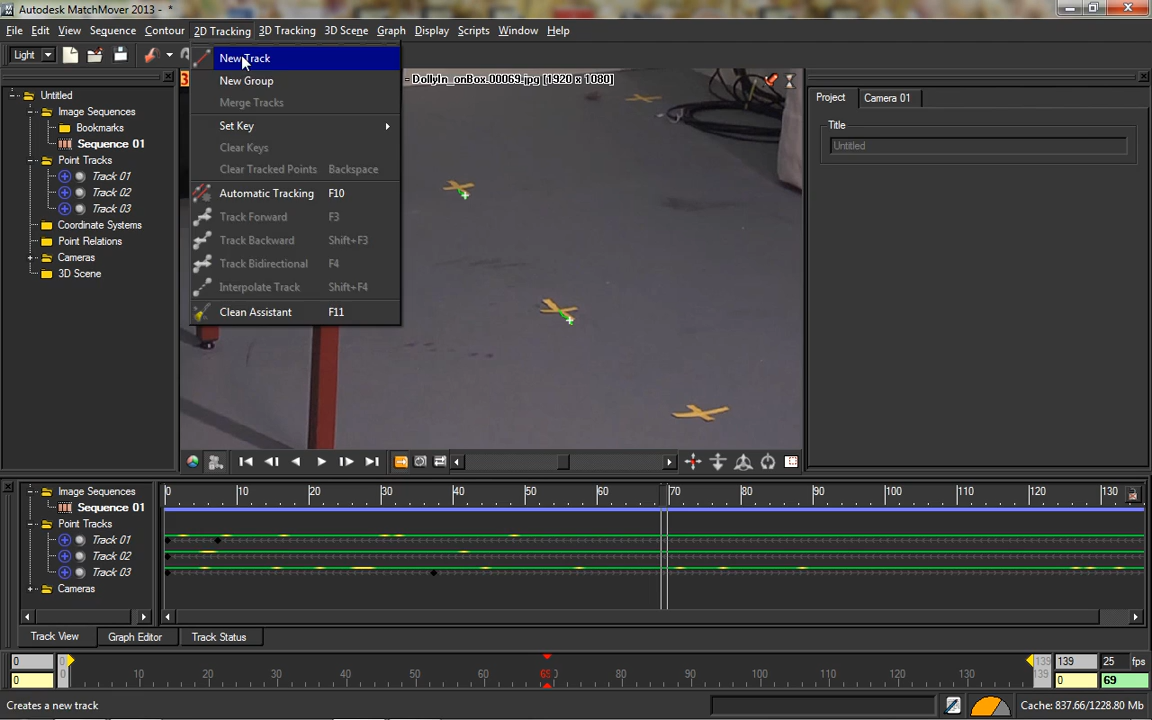 Autodesk MatchMover 2013 - *
File Edit View Sequence Contour 2D Tracking 3D Tracking 3D Scene Graph Display Scripts Window Help
Light
New Track
New Group
Merge Tracks
Set Key
Clear Keys
Clear Tracked Points Backspace
Automatic Tracking F10
Track Forward F3
Track Backward Shift+F3
Track Bidirectional F4
Interpolate Track Shift+F4
Clean Assistant F11
- DollyIn_onBox.00069.jpg [1920 x 1080]
Untitled
Image Sequences
Bookmarks
Sequence 01
Point Tracks
Track 01
Track 02
Track 03
Coordinate Systems
Point Relations
Cameras
3D Scene
Project Camera 01
Title
Untitled
Image Sequences
Sequence 01
Point Tracks
Track 01
Track 02
Track 03
Cameras
0 10 20 30 40 50 60 70 80 90 100 110 120 130
Track View Graph Editor Track Status
0 0 10 20 30 40 50 60 69 80 90 100 110 120 130 139 139 25 fps
0 0 139 0 69
Creates a new track
Cache: 837.66/1228.80 Mb